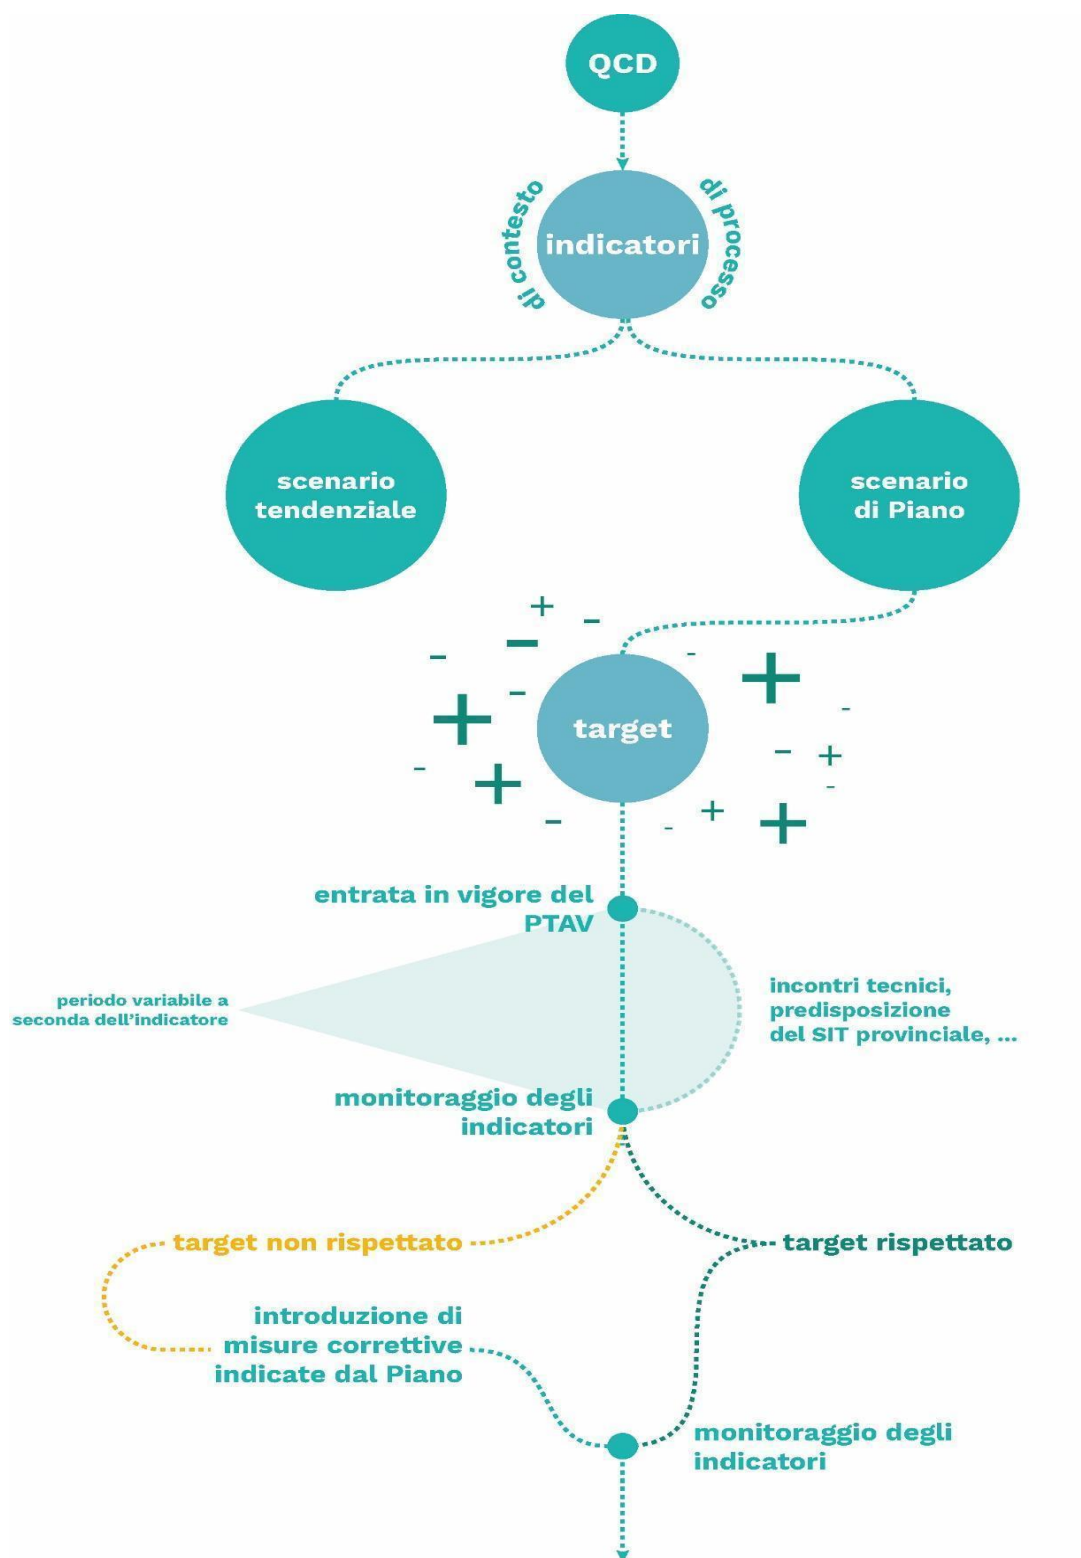 QCD
di contesto
indicatori
di processo
scenario
tendenziale
scenario
di Piano
target
entrata in vigore del
PTAV
periodo variabile a
seconda dell'indicatore
incontri tecnici,
predisposizione
del SIT provinciale, ...
monitoraggio degli
indicatori
target non rispettato
target rispettato
introduzione di
misure correttive
indicate dal Piano
monitoraggio degli
indicatori